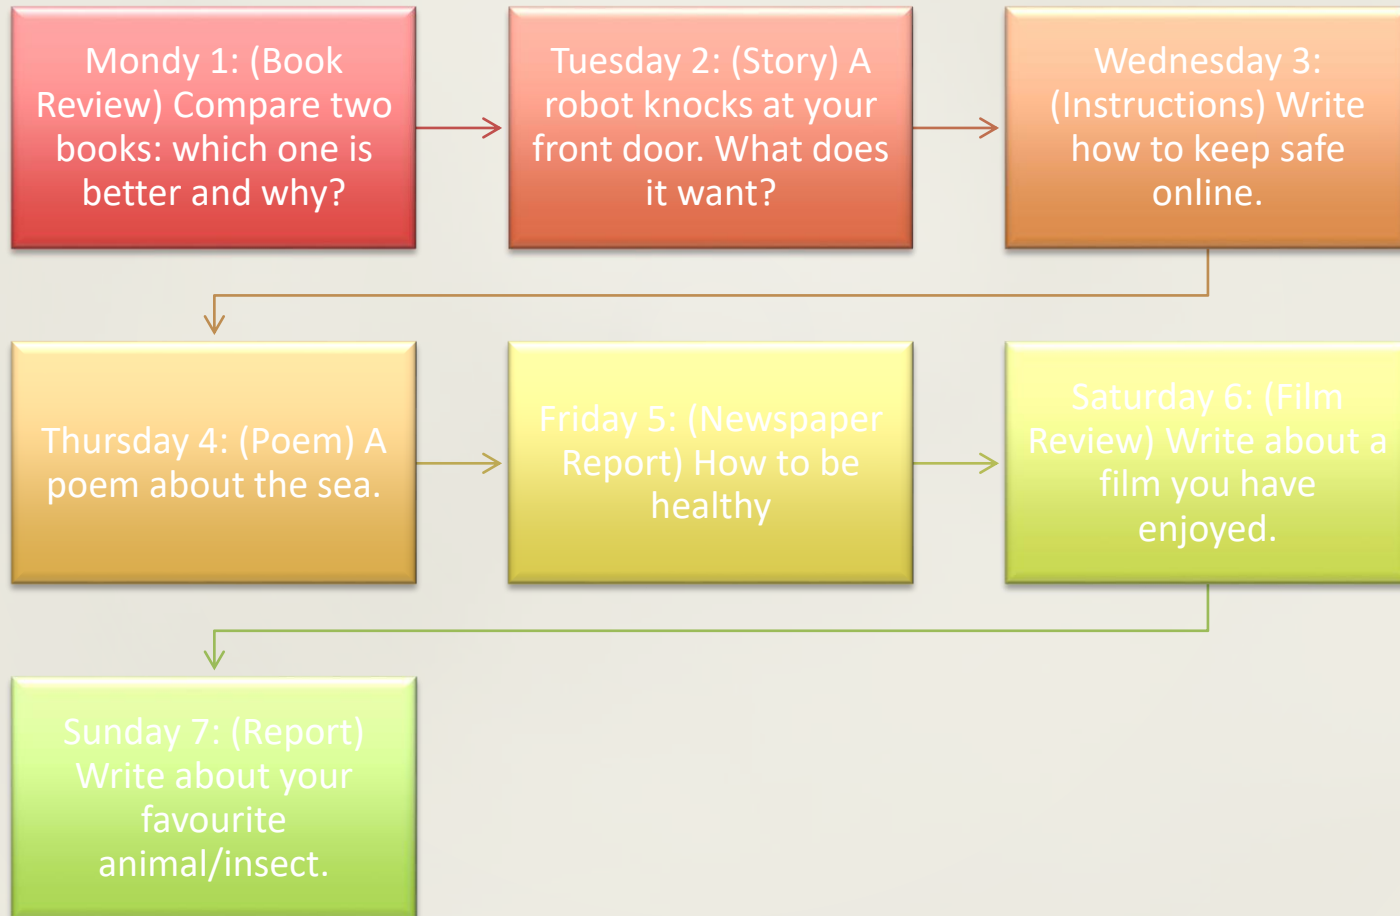 Mondy 1: (Book
Review) Compare two
books: which one is
better and why?
Tuesday 2: (Story) A
robot knocks at your
front door. What does
it want?
Wednesday 3:
(Instructions) Write
how to keep safe
online.
Thursday 4: (Poem) A
poem about the sea.
Friday 5: (Newspaper
Report) How to be
healthy
Saturday 6: (Film
Review) Write about a
film you have
enjoyed.
Sunday 7: (Report)
Write about your
favourite
animal/insect.